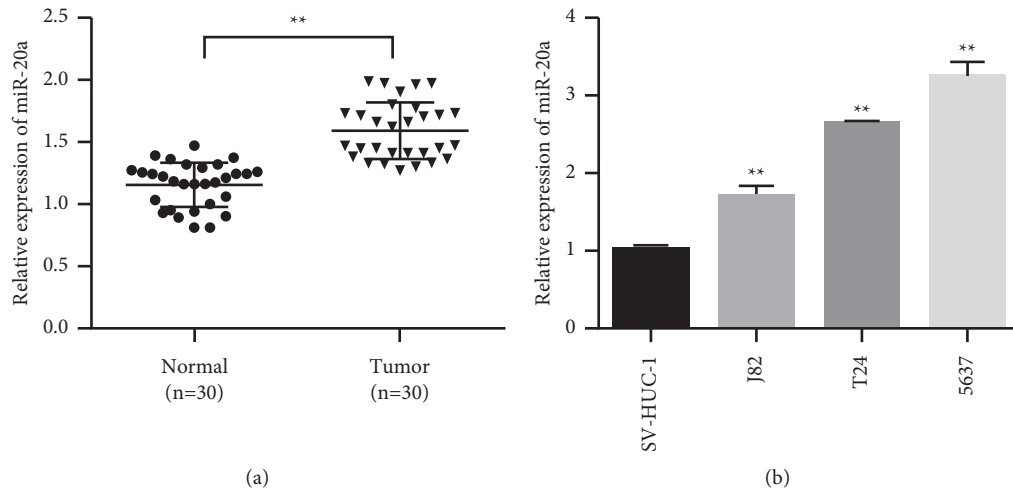 Relative expression of miR-20a
2.5
2.0
1.5
1.0
0.5
0.0
**
Normal
(n=30)
Tumor
(n=30)
(a)
Relative expression of miR-20a
4
3
2
1
0
**
**
**
SV-HUC-1
J82
T24
5637
(b)